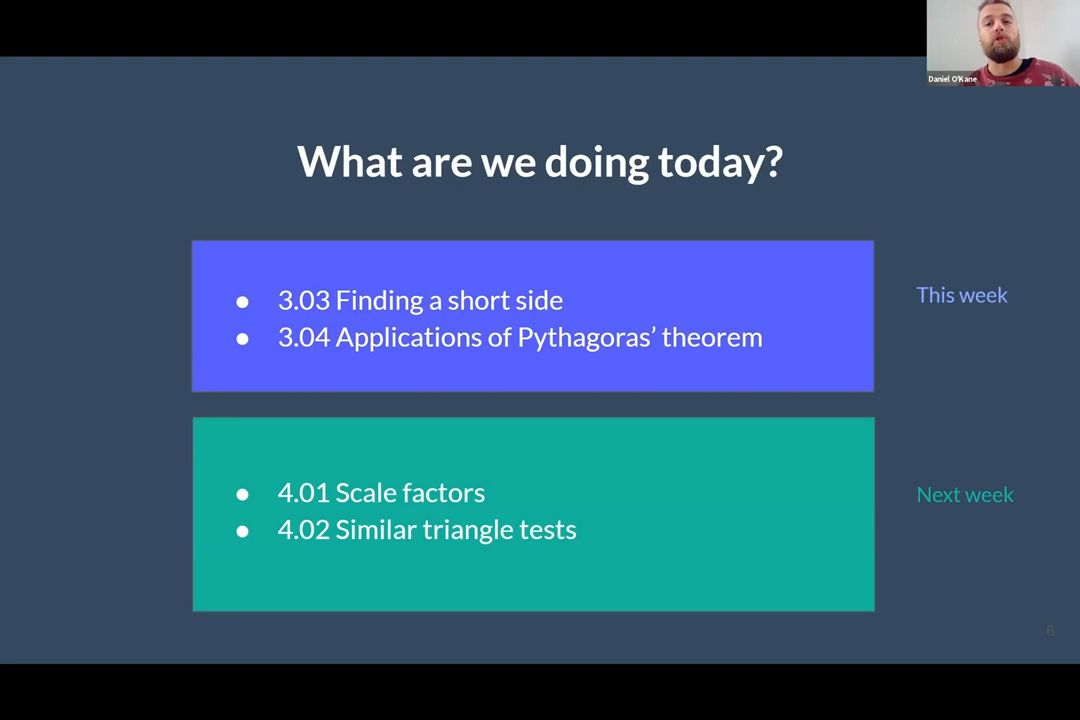 Daniel O'Kane
What are we doing today?
● 3.03 Finding a short side
● 3.04 Applications of Pythagoras’ theorem
This week
● 4.01 Scale factors
● 4.02 Similar triangle tests
Next week
6